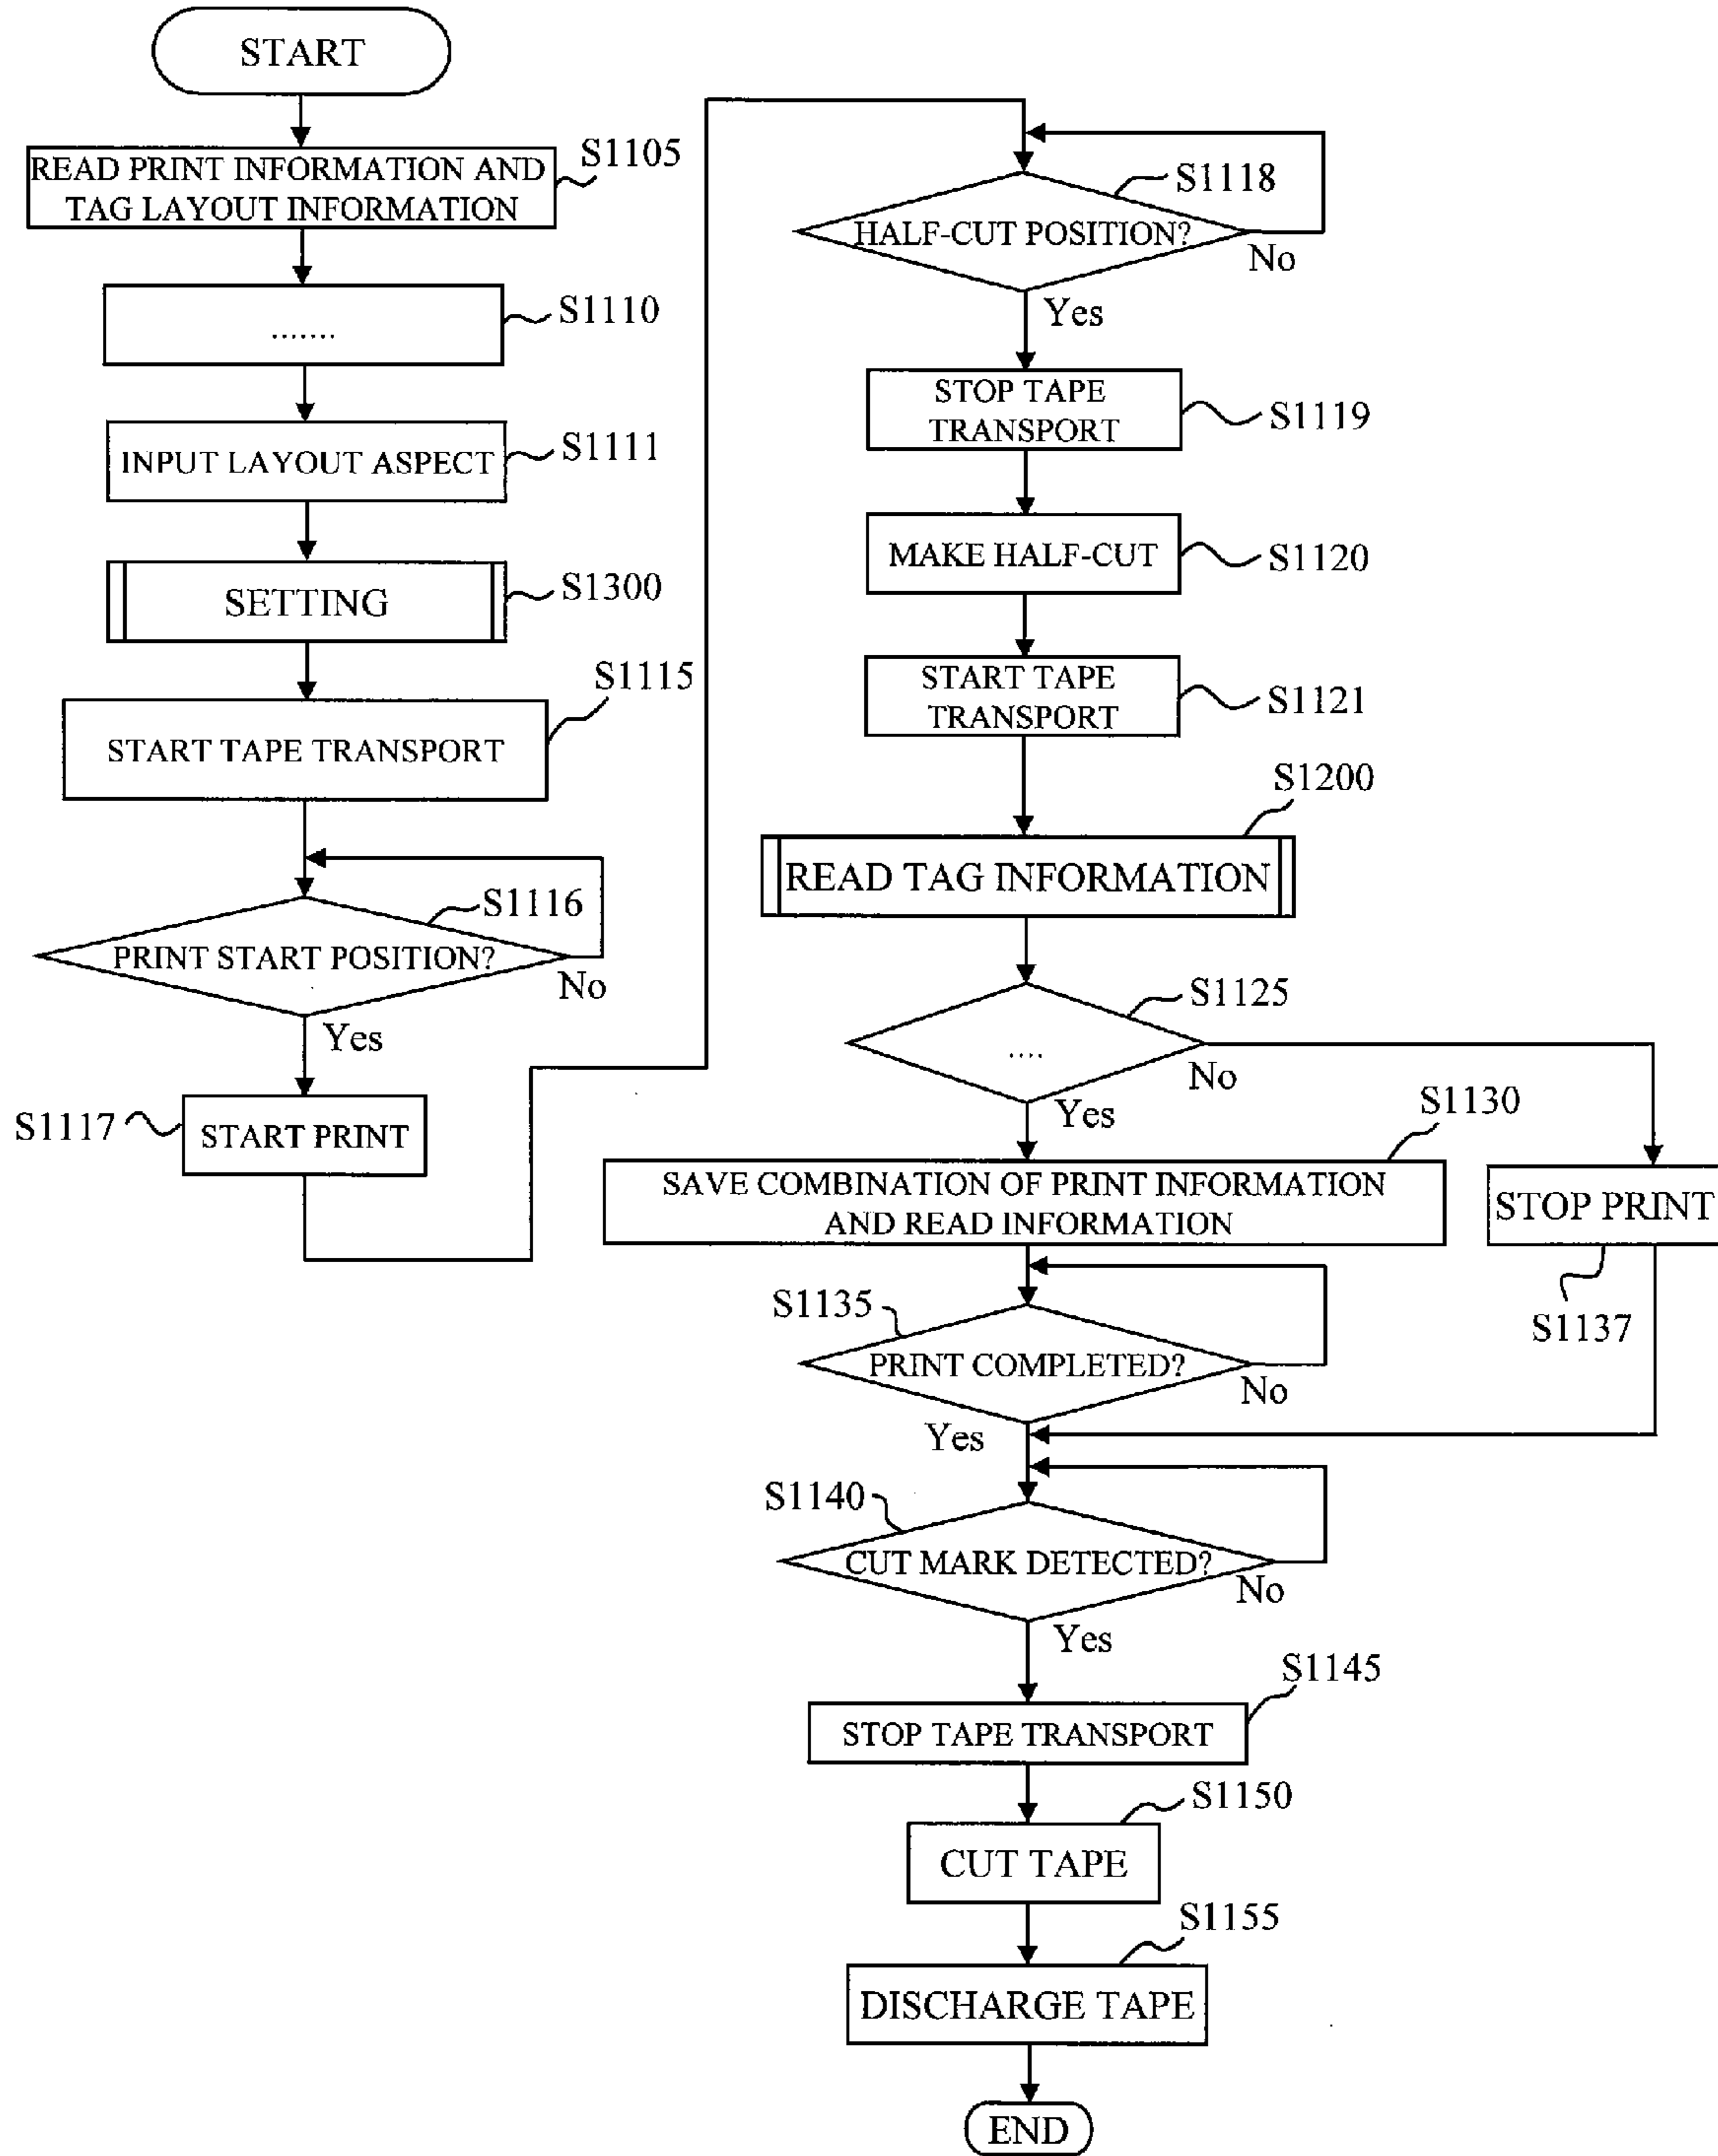 START
READ PRINT INFORMATION AND
TAG LAYOUT INFORMATION
S1105
.......
S1110
INPUT LAYOUT ASPECT
S1111
SETTING
S1300
START TAPE TRANSPORT
S1115
PRINT START POSITION?
S1116
No
Yes
START PRINT
S1117
HALF-CUT POSITION?
S1118
No
Yes
STOP TAPE
TRANSPORT
S1119
MAKE HALF-CUT
S1120
START TAPE
TRANSPORT
S1121
READ TAG INFORMATION
S1200
....
S1125
No
Yes
SAVE COMBINATION OF PRINT INFORMATION
AND READ INFORMATION
S1130
STOP PRINT
S1137
PRINT COMPLETED?
S1135
No
Yes
CUT MARK DETECTED?
S1140
No
Yes
STOP TAPE TRANSPORT
S1145
CUT TAPE
S1150
DISCHARGE TAPE
S1155
END